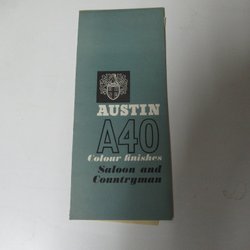 AUSTIN
A40
Colour finishes
Saloon and
Countryman